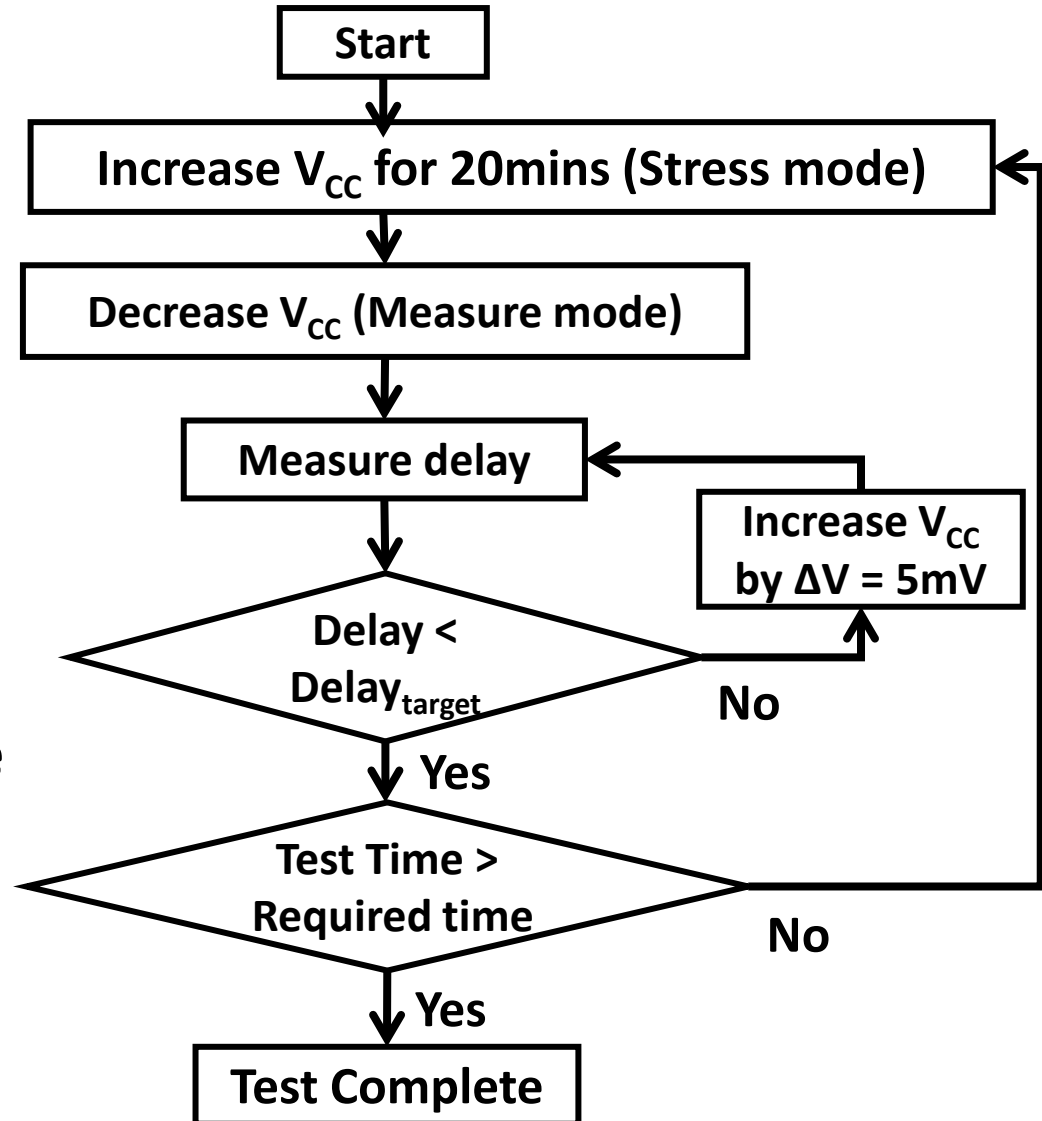 Start
Increase V_CC for 20mins (Stress mode)
Decrease V_CC (Measure mode)
Measure delay
Increase V_CC
by ΔV = 5mV
Delay <
Delay_target
No
Yes
Test Time >
Required time
No
Yes
Test Complete